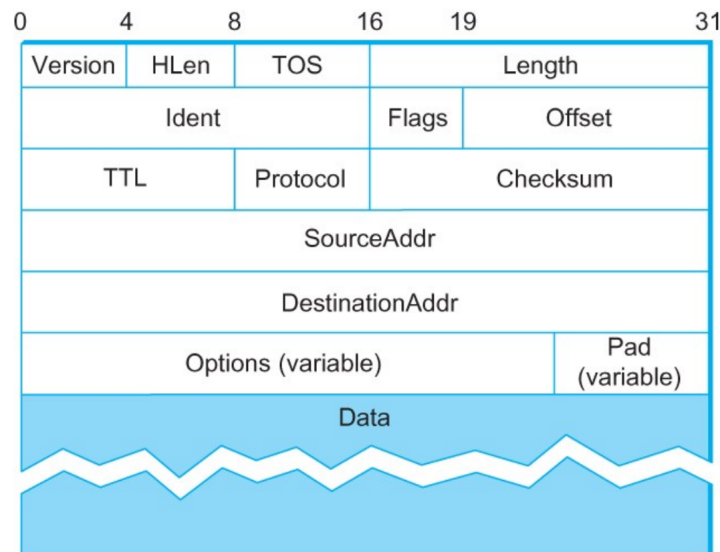 0 4 8 16 19 31
Version HLen TOS Length
Ident Flags Offset
TTL Protocol Checksum
SourceAddr
DestinationAddr
Options (variable) Pad
(variable)
Data